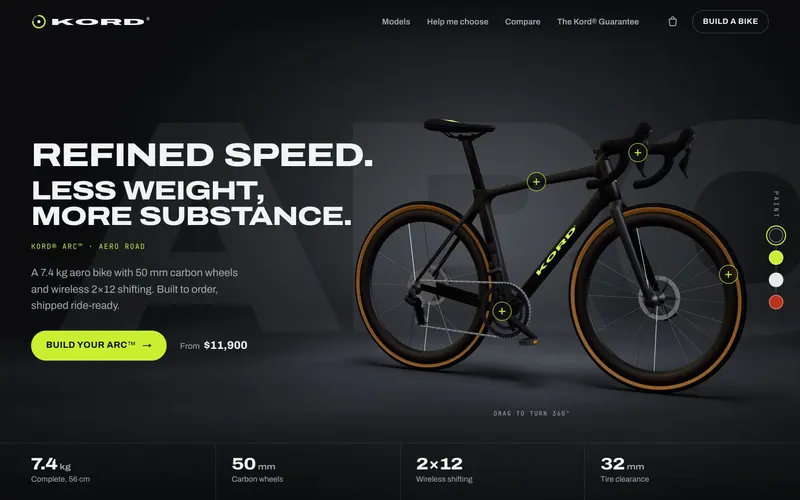 KORD®
Models
Help me choose
Compare
The Kord® Guarantee
BUILD A BIKE
REFINED SPEED.
LESS WEIGHT,
MORE SUBSTANCE.
KORD® ARC™ · AERO ROAD
A 7.4 kg aero bike with 50 mm carbon wheels
and wireless 2×12 shifting. Built to order,
shipped ride-ready.
BUILD YOUR ARC™ →
From $11,900
KORD
PAINT
DRAG TO TURN 360°
7.4 kg
Complete, 56 cm
50 mm
Carbon wheels
2×12
Wireless shifting
32 mm
Tire clearance